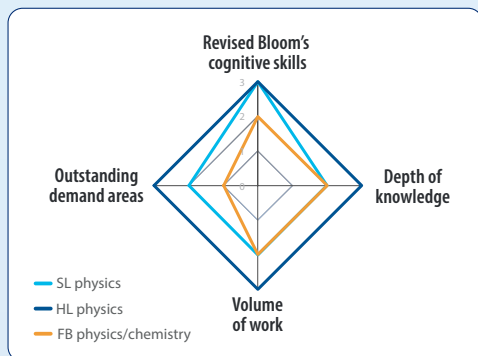 Revised Bloom's
cognitive skills
3
2
1
0
Outstanding
demand areas
Depth of
knowledge
Volume
of work
SL physics
HL physics
FB physics/chemistry